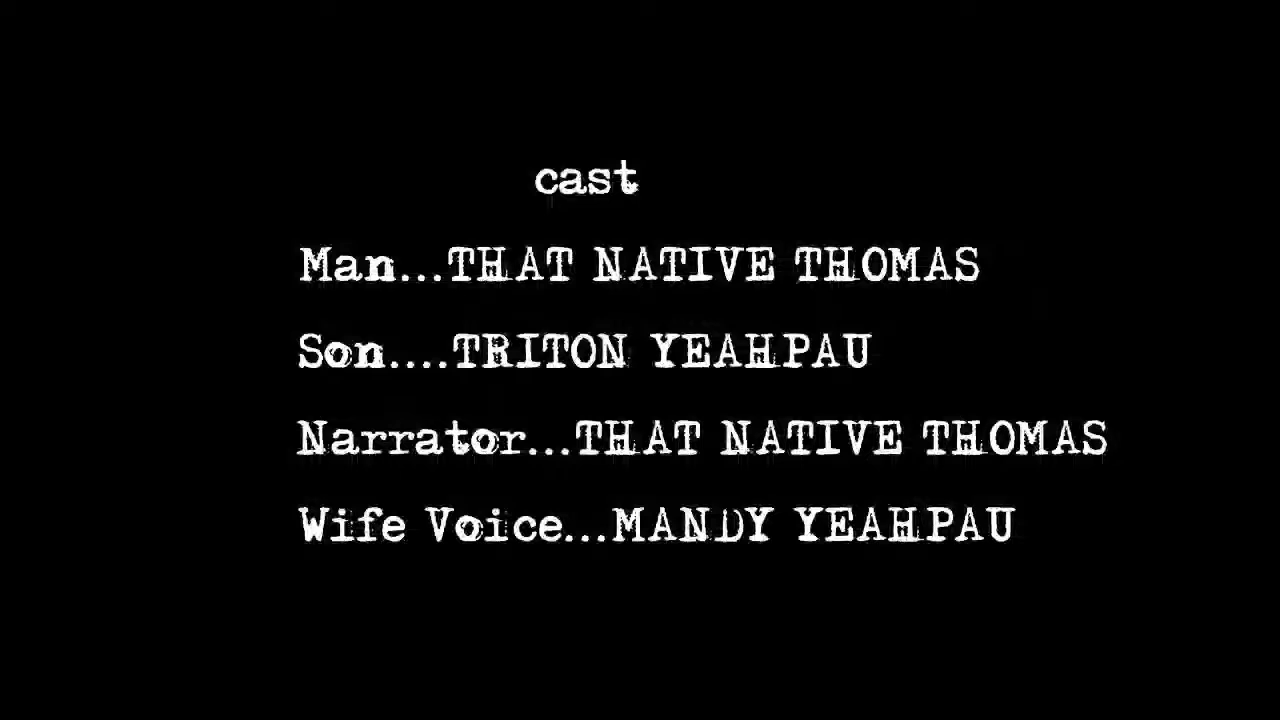 cast
Man...THAT NATIVE THOMAS
Son....TRITON YEAHPAU
Narrator...THAT NATIVE THOMAS
Wife Voice...MANDY YEAHPAU